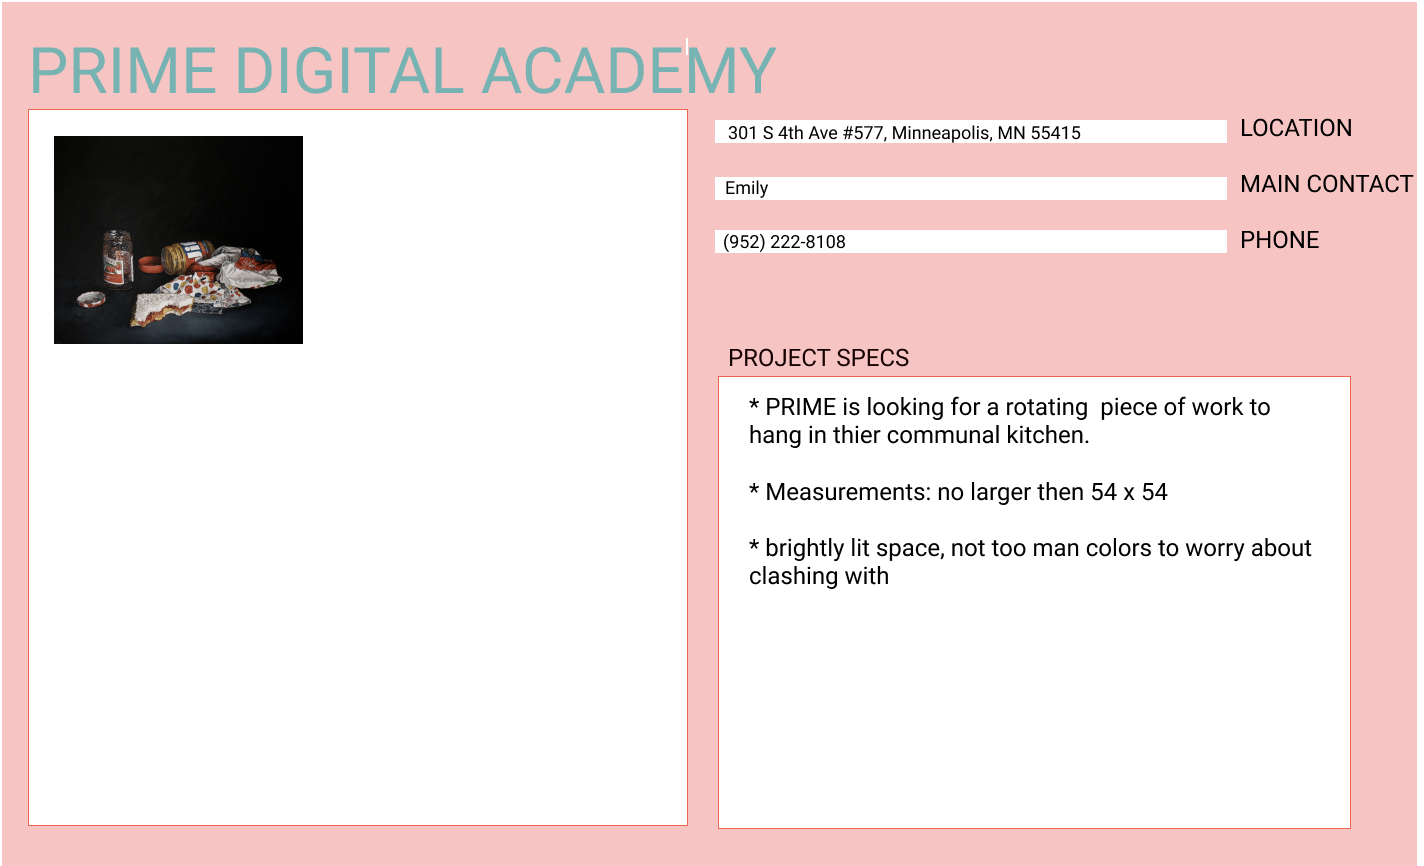 PRIME DIGITAL ACADEMY
301 S 4th Ave #577, Minneapolis, MN 55415
LOCATION
Emily
MAIN CONTACT
(952) 222-8108
PHONE
PROJECT SPECS
* PRIME is looking for a rotating  piece of work to
hang in thier communal kitchen.
* Measurements: no larger then 54 x 54
* brightly lit space, not too man colors to worry about
clashing with